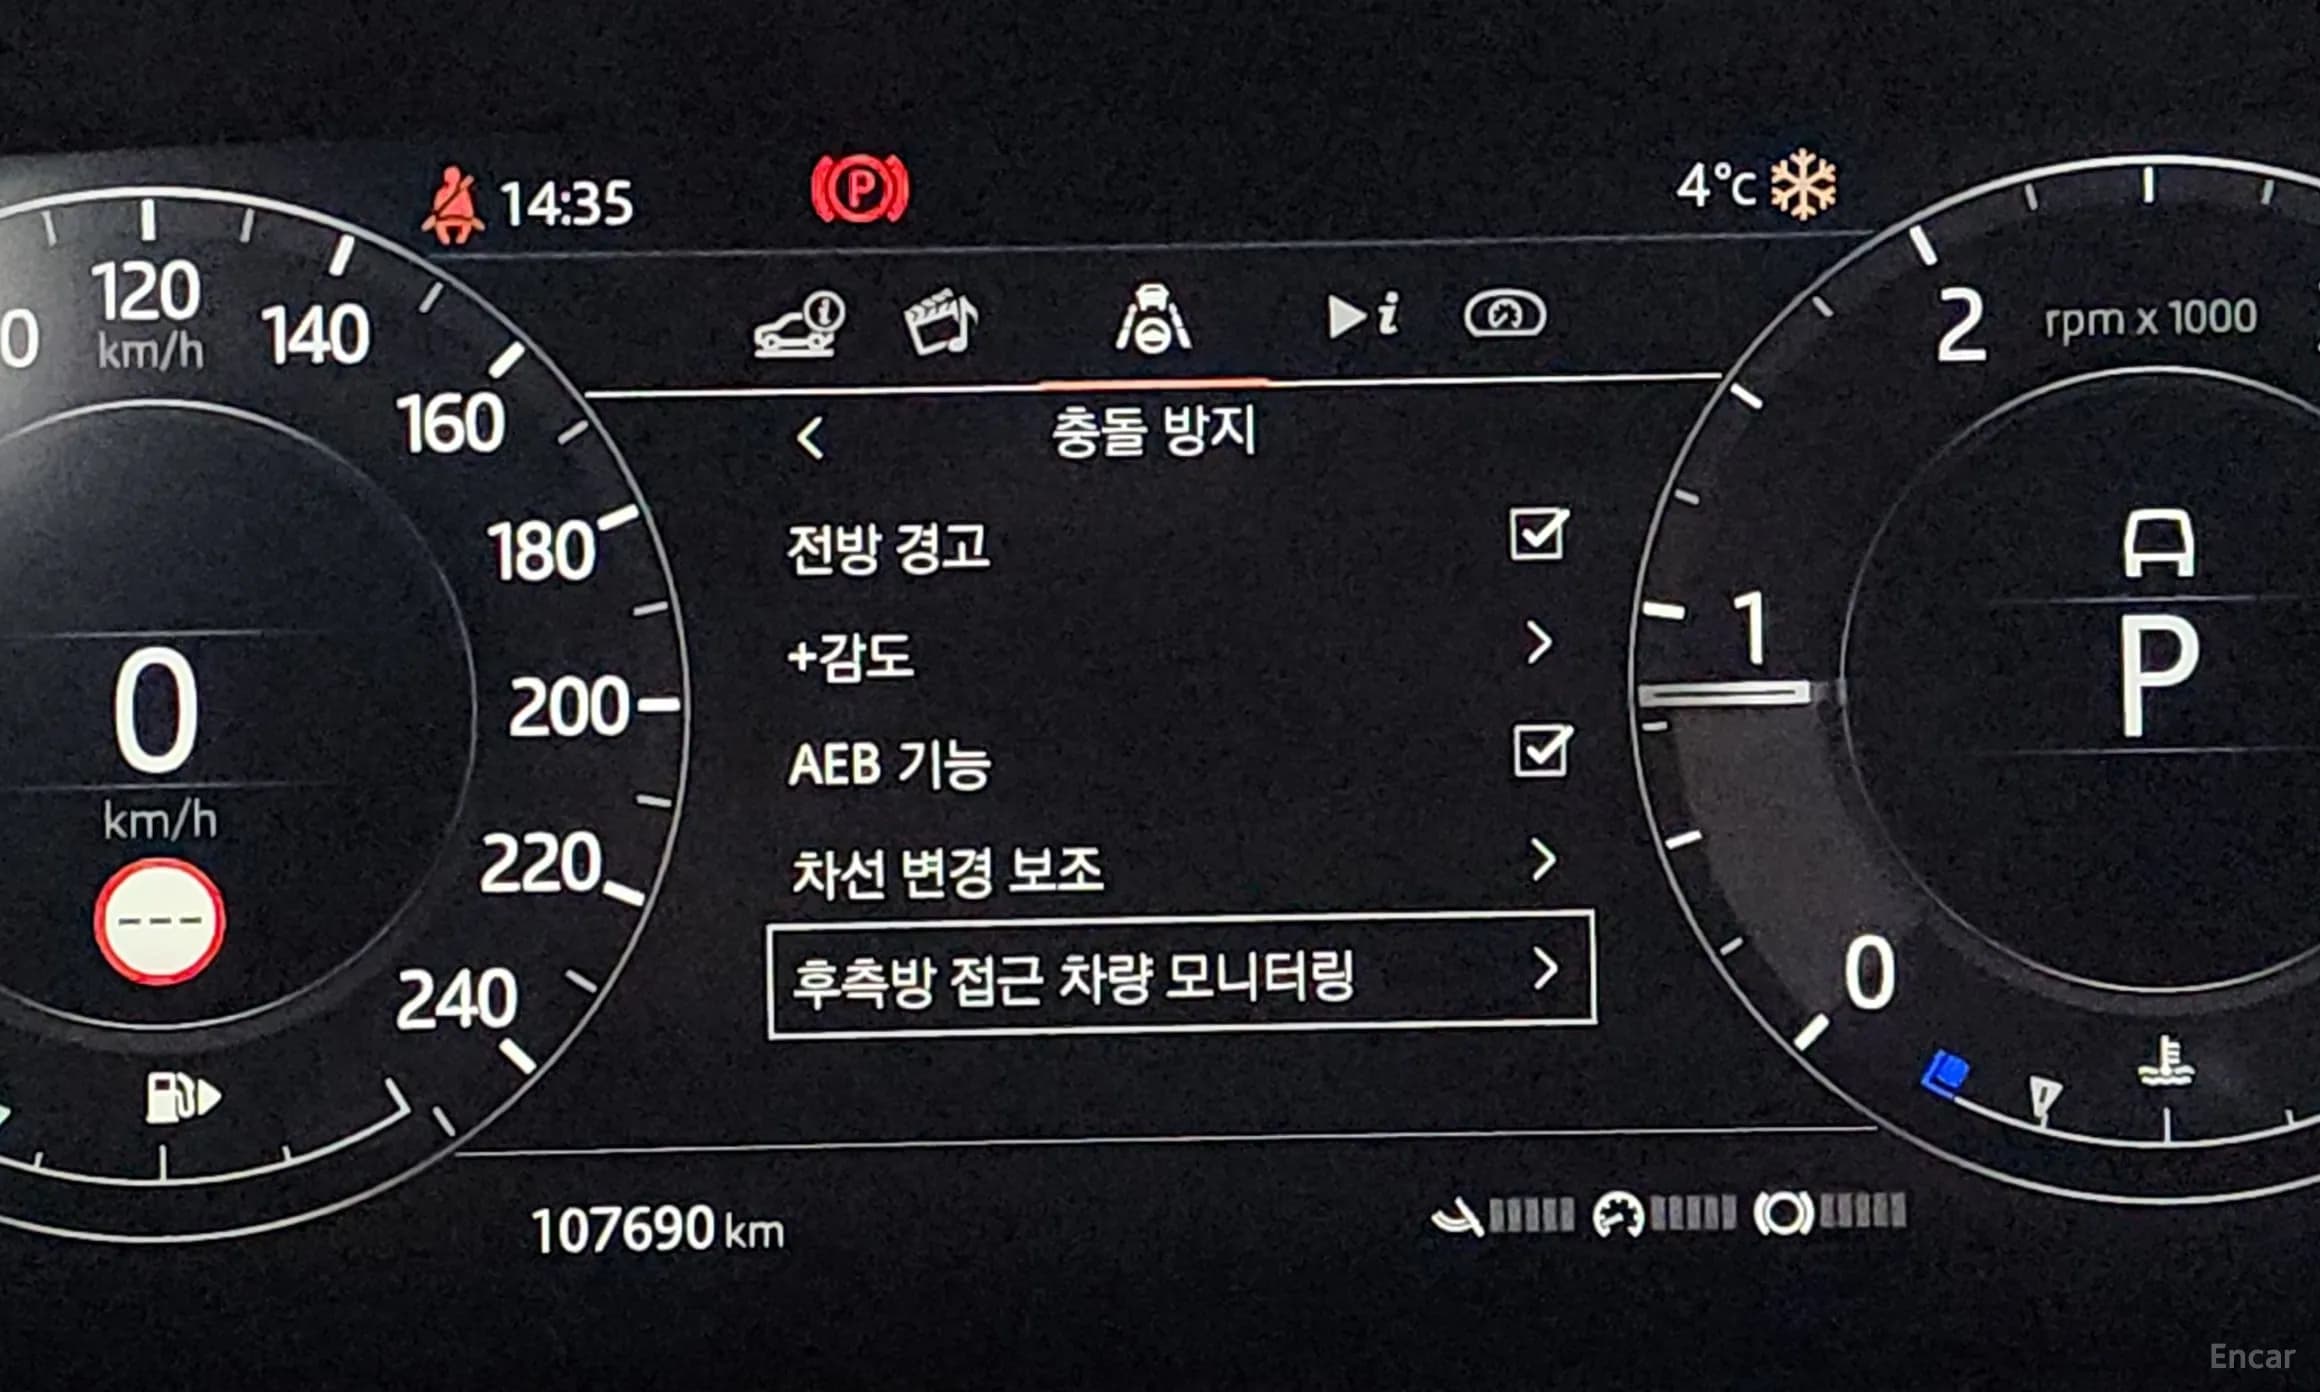 14:35
P
4°C
120
km/h
0
140
160
180
200
220
240
0
km/h
---
i
i
충돌 방지
<
전방 경고
+감도 >
AEB 기능
차선 변경 보조 >
후측방 접근 차량 모니터링 >
2
rpm x 1000
1
0
P
107690 km
Encar